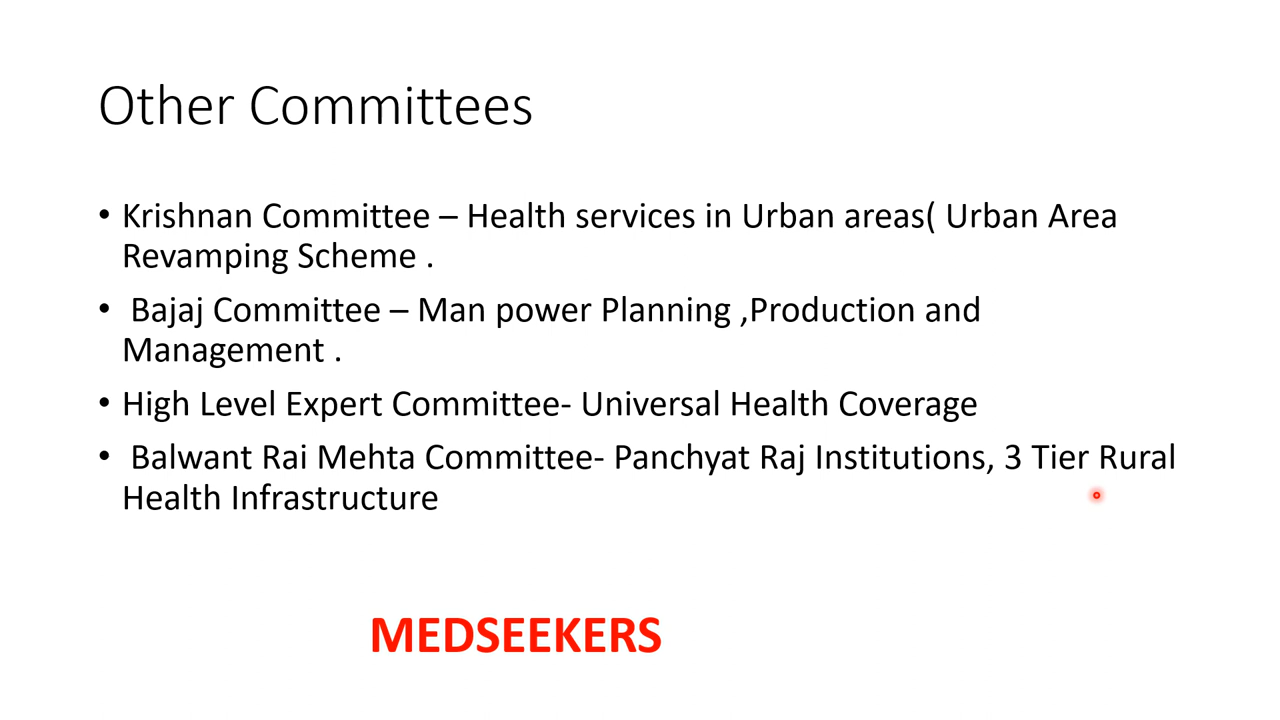 Other Committees
• Krishnan Committee – Health services in Urban areas( Urban Area
Revamping Scheme .
• Bajaj Committee – Man power Planning ,Production and
Management .
• High Level Expert Committee- Universal Health Coverage
• Balwant Rai Mehta Committee- Panchyat Raj Institutions, 3 Tier Rural
Health Infrastructure
MEDSEEKERS